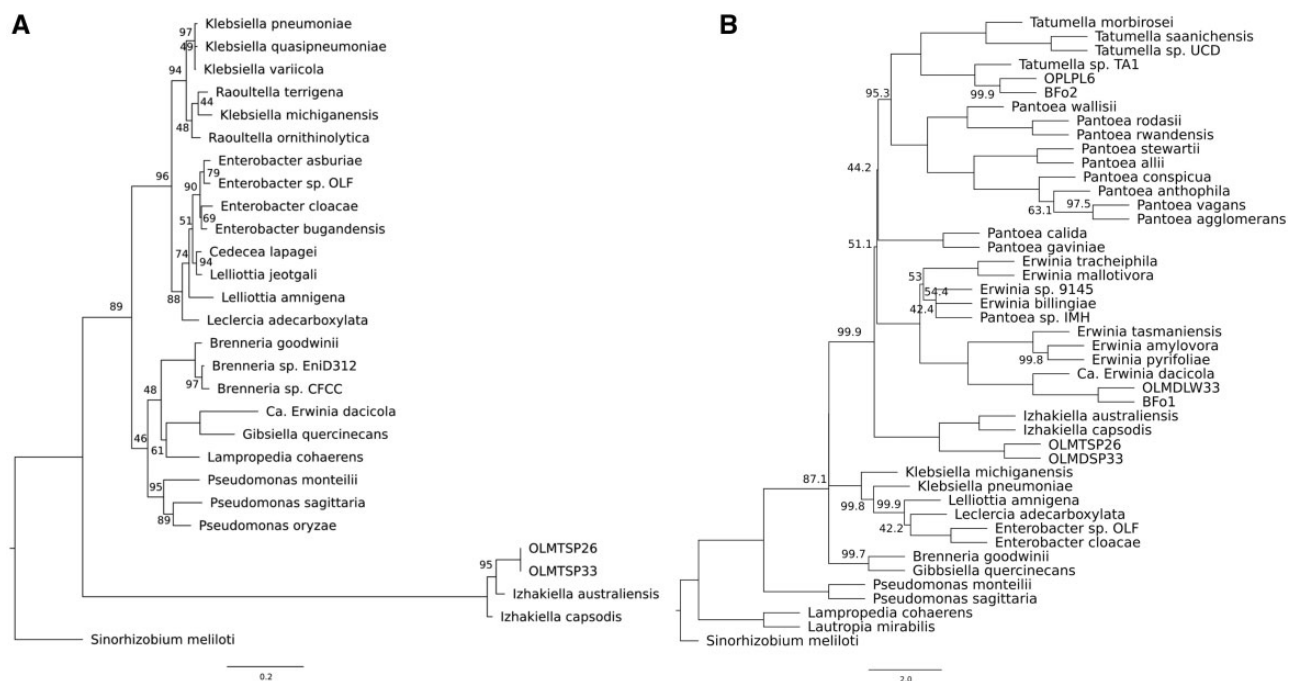 A
97
Klebsiella pneumoniae
49
Klebsiella quasipneumoniae
94
Klebsiella variicola
Raoultella terrigena
44
Klebsiella michiganensis
48
Raoultella ornithinolytica
96
Enterobacter asburiae
79
90
Enterobacter sp. OLF
Enterobacter cloacae
69
51
Enterobacter bugandensis
74
Cedecea lapagei
94
Lelliottia jeotgali
88
Lelliottia amnigena
Leclercia adecarboxylata
89
Brenneria goodwinii
Brenneria sp. EniD312
97
Brenneria sp. CFCC
48
Ca. Erwinia dacicola
46
Gibsiella quercinecans
61
Lampropedia cohaerens
95
Pseudomonas monteilii
Pseudomonas sagittaria
89
Pseudomonas oryzae
OLMTSP26
95
OLMTSP33
Izhakiella australiensis
Izhakiella capsodis
Sinorhizobium meliloti
0.2
B
Tatumella morbirosei
Tatumella saanichensis
Tatumella sp. UCD
Tatumella sp. TA1
95.3
OPLPL6
99.9
BFo2
Pantoea wallisii
Pantoea rodasii
Pantoea rwandensis
Pantoea stewartii
44.2
Pantoea allii
Pantoea conspicua
Pantoea anthophila
97.5
Pantoea vagans
63.1
Pantoea agglomerans
Pantoea calida
51.1
Pantoea gaviniae
Erwinia tracheiphila
53
Erwinia mallotivora
54.4
Erwinia sp. 9145
Erwinia billingiae
42.4
Pantoea sp. IMH
99.9
Erwinia tasmaniensis
Erwinia amylovora
99.8
Erwinia pyrifoliae
Ca. Erwinia dacicola
OLMDLW33
BFo1
Izhakiella australiensis
Izhakiella capsodis
OLMTSP26
OLMDSP33
87.1
Klebsiella michiganensis
Klebsiella pneumoniae
99.8
99.9
Lelliottia amnigena
Leclercia adecarboxylata
42.2
Enterobacter sp. OLF
Enterobacter cloacae
99.7
Brenneria goodwinii
Gibbsiella quercinecans
Pseudomonas monteilii
Pseudomonas sagittaria
Lampropedia cohaerens
Lautropia mirabilis
Sinorhizobium meliloti
2.0